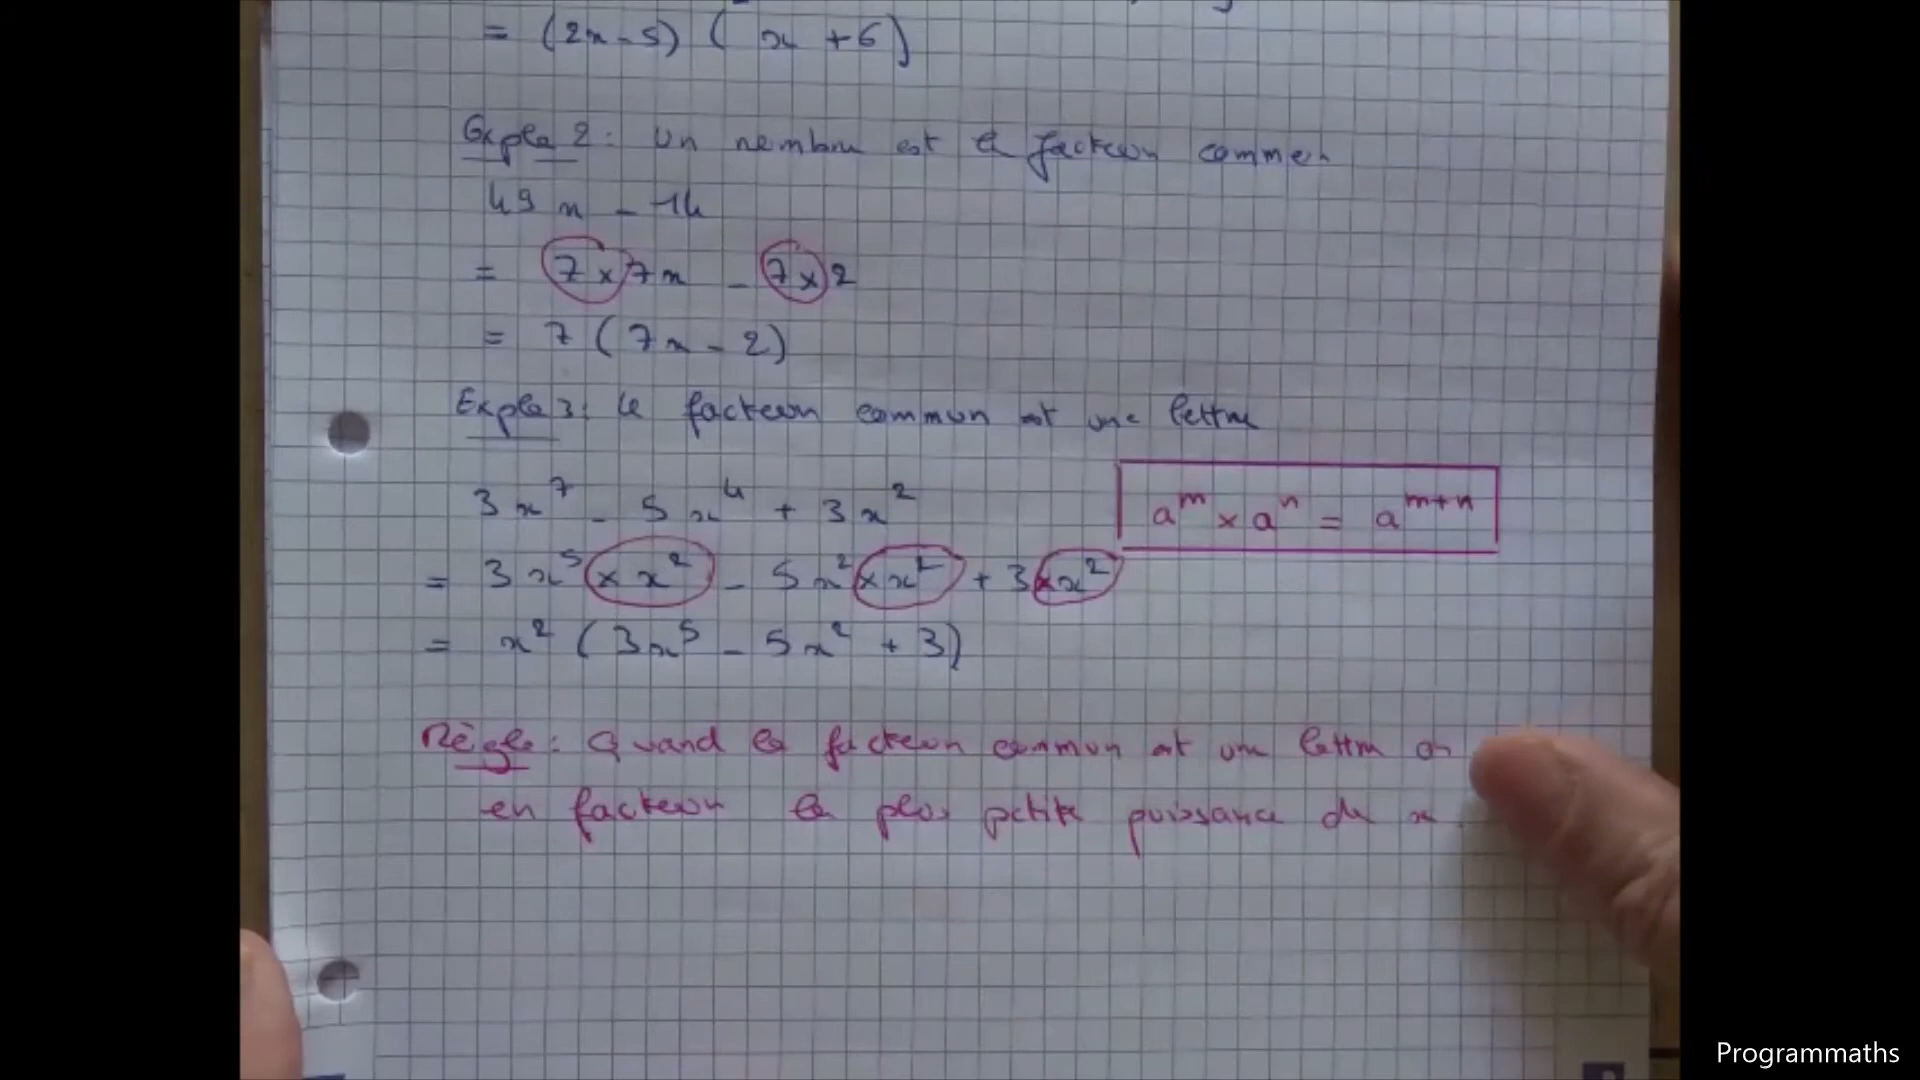 = (2x - 5) ( x + 6)
Exple 2: Un nombre est le facteur commun
49x - 14
= 7 × 7x - 7 × 2
= 7 (7x - 2)
Exple 3: Le facteur commun est une lettre
3x⁷ - 5x⁴ + 3x²
a^m × a^n = a^(m+n)
= 3x⁵ × x² - 5x² × x² + 3 × x²
= x² (3x⁵ - 5x² + 3)
Règle: Quand le facteur commun est une lettre on
en facteur la plus petite puissance de x
Programmaths